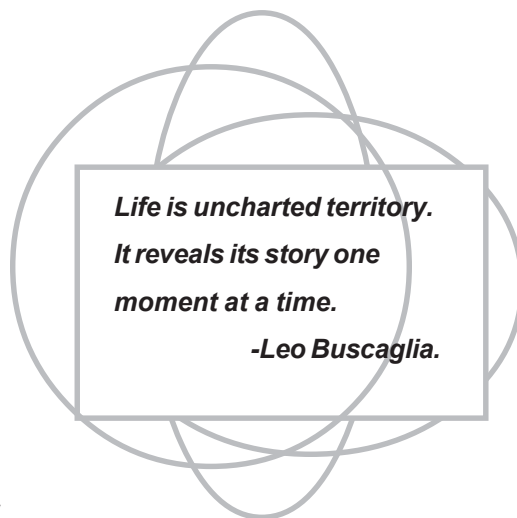 Life is uncharted territory.
It reveals its story one
moment at a time.
-Leo Buscaglia.